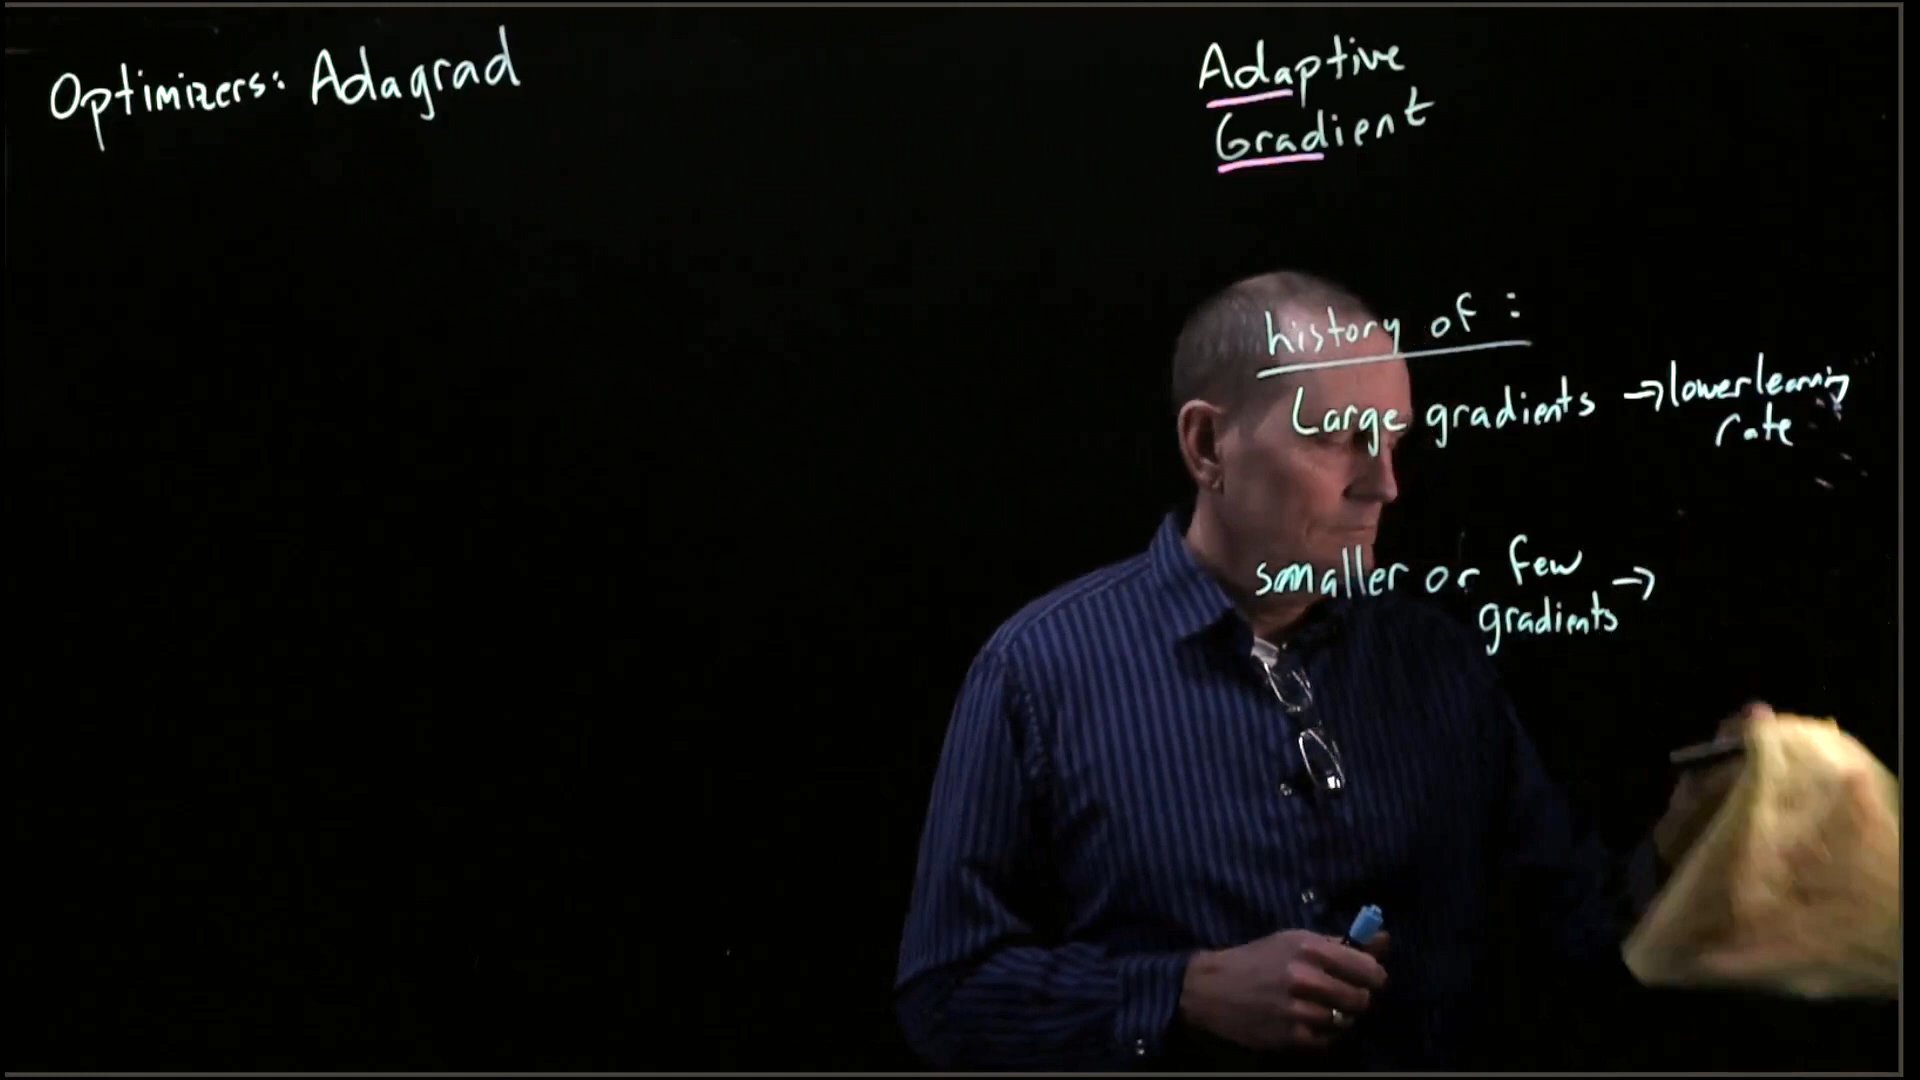 Optimizers: Adagrad
Adaptive
Gradient
history of :
Large gradients → lower learning
rate
smaller or few
gradients →